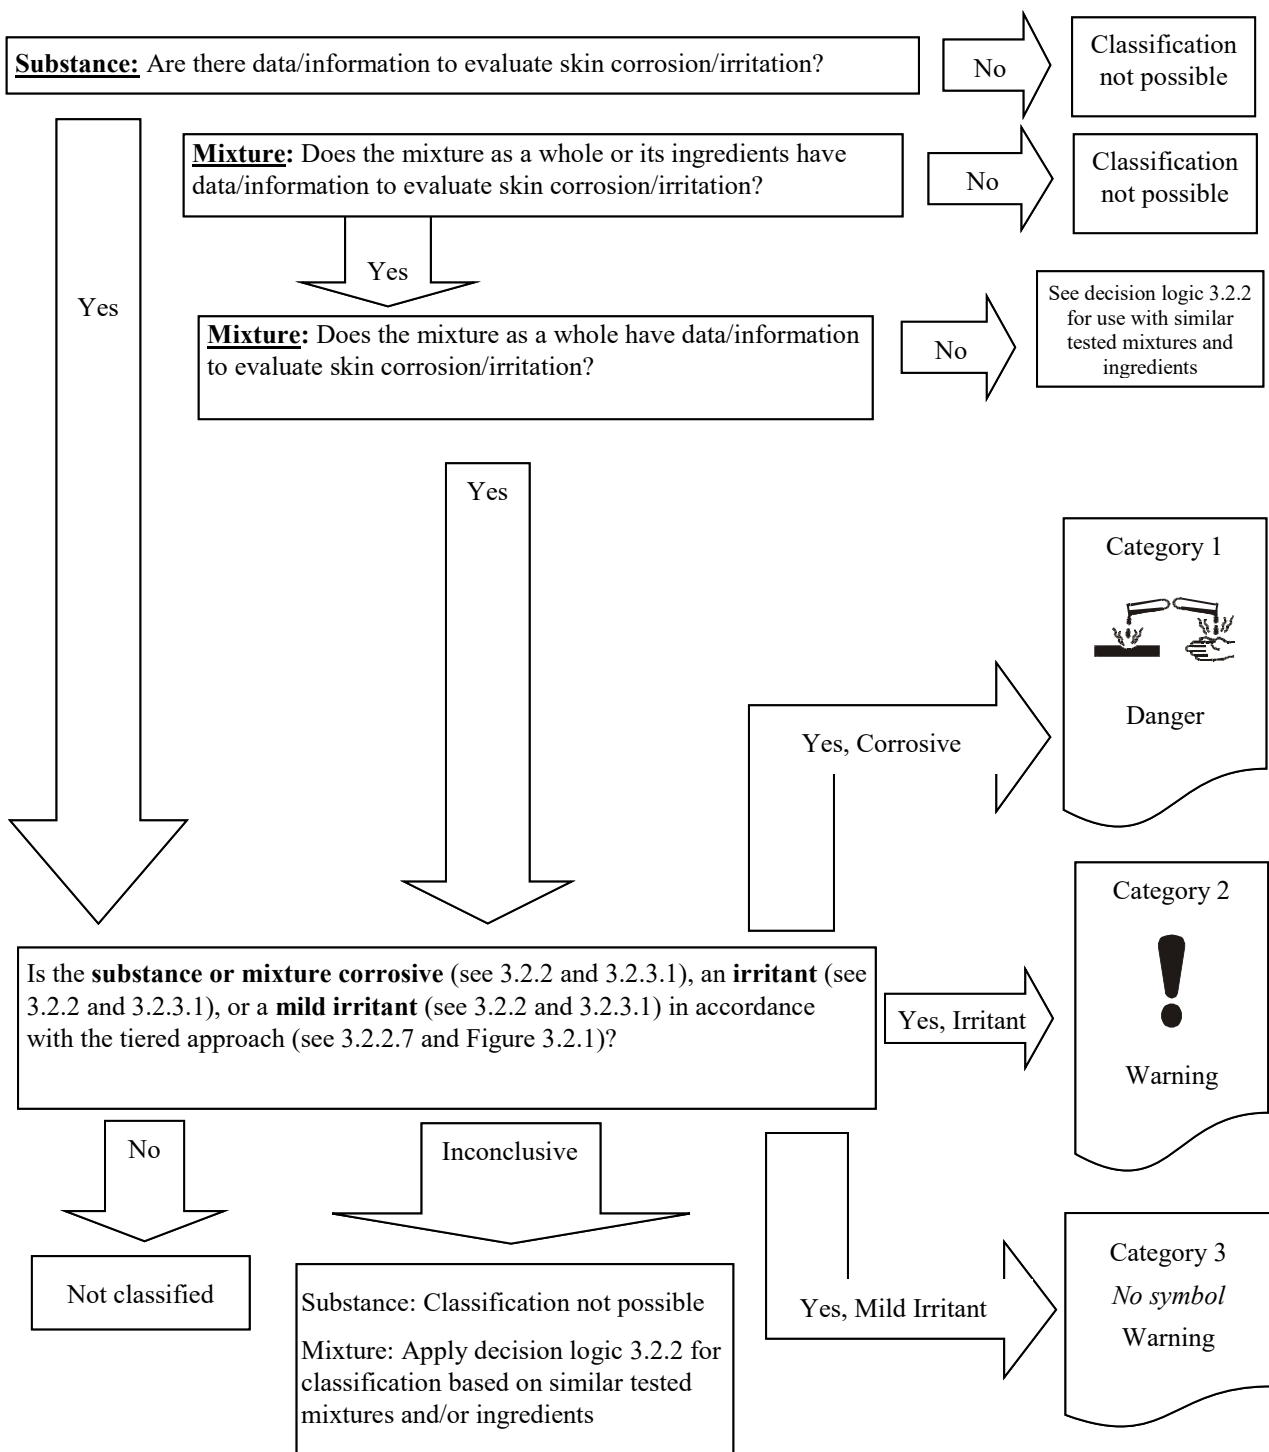 Substance: Are there data/information to evaluate skin corrosion/irritation?
No
Classification
not possible
Mixture: Does the mixture as a whole or its ingredients have
data/information to evaluate skin corrosion/irritation?
No
Classification
not possible
Yes
Yes
Mixture: Does the mixture as a whole have data/information
to evaluate skin corrosion/irritation?
No
See decision logic 3.2.2
for use with similar
tested mixtures and
ingredients
Yes
Category 1
Danger
Yes, Corrosive
Category 2
Warning
Is the substance or mixture corrosive (see 3.2.2 and 3.2.3.1), an irritant (see
3.2.2 and 3.2.3.1), or a mild irritant (see 3.2.2 and 3.2.3.1) in accordance
with the tiered approach (see 3.2.2.7 and Figure 3.2.1)?
Yes, Irritant
No
Inconclusive
Not classified
Substance: Classification not possible
Mixture: Apply decision logic 3.2.2 for
classification based on similar tested
mixtures and/or ingredients
Yes, Mild Irritant
Category 3
No symbol
Warning